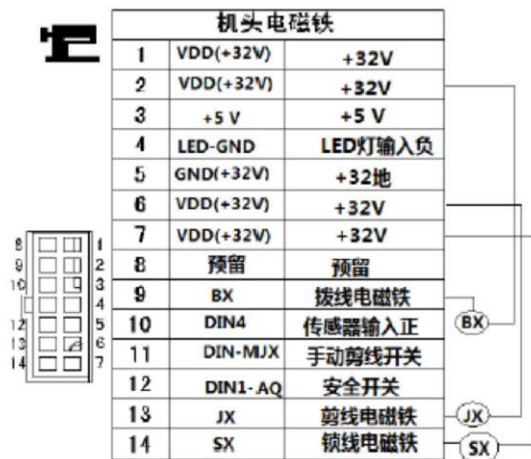 机头电磁铁
1 VDD(+32V) +32V
2 VDD(+32V) +32V
3 +5 V +5 V
4 LED-GND LED灯输入负
5 GND(+32V) +32地
6 VDD(+32V) +32V
7 VDD(+32V) +32V
8 预留 预留
9 BX 拨线电磁铁
10 DIN4 传感器输入正
11 DIN-MJX 手动剪线开关
12 DIN1-AQ 安全开关
13 JX 剪线电磁铁
14 SX 锁线电磁铁
BX
JX
SX
8 1
9 2
10 3
4
12 5
13 6
14 7